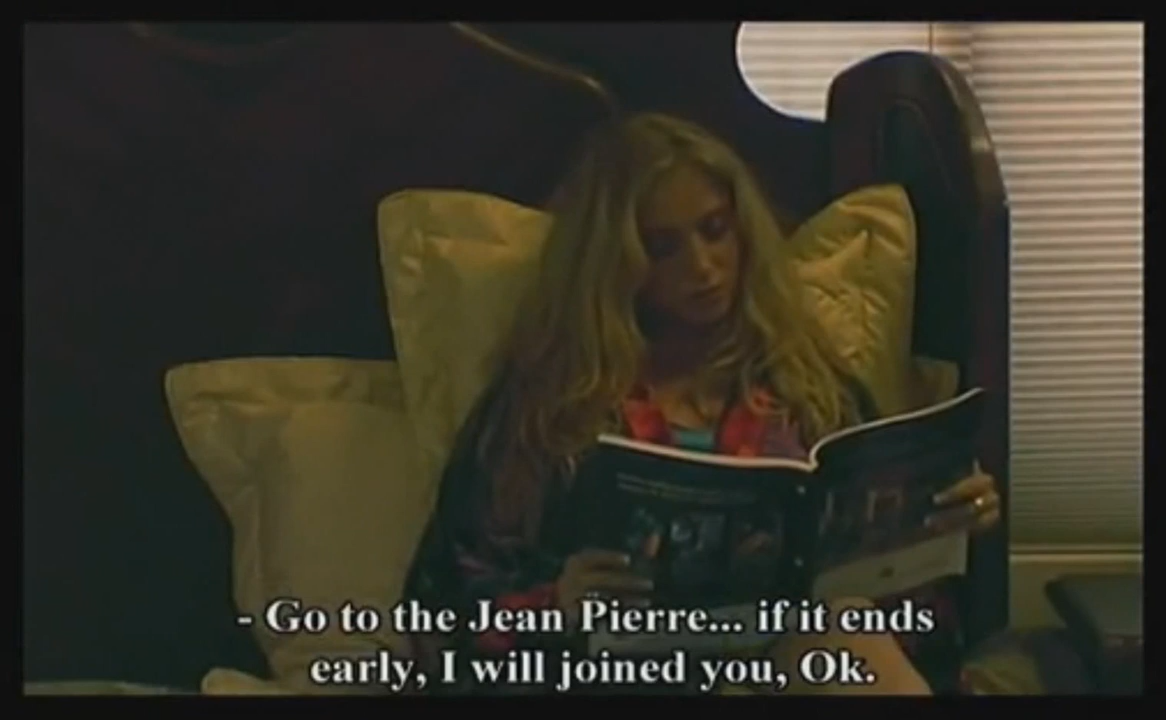 - Go to the Jean Pierre... if it ends
early, I will joined you, Ok.